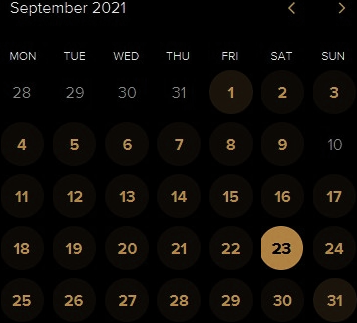 September 2021
MON TUE WED THU FRI SAT SUN
28 29 30 31 1 2 3
4 5 6 7 8 9 10
11 12 13 14 15 16 17
18 19 20 21 22 23 24
25 26 27 28 29 30 31